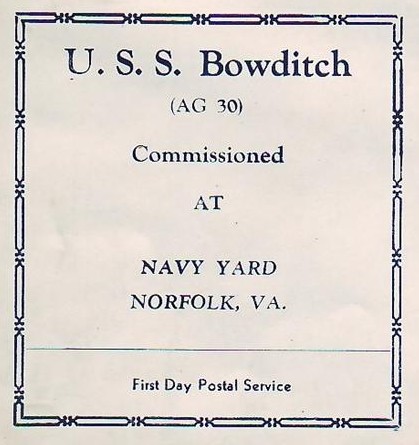 U. S. S. Bowditch
(AG 30)
Commissioned
AT
NAVY YARD
NORFOLK, VA.
First Day Postal Service